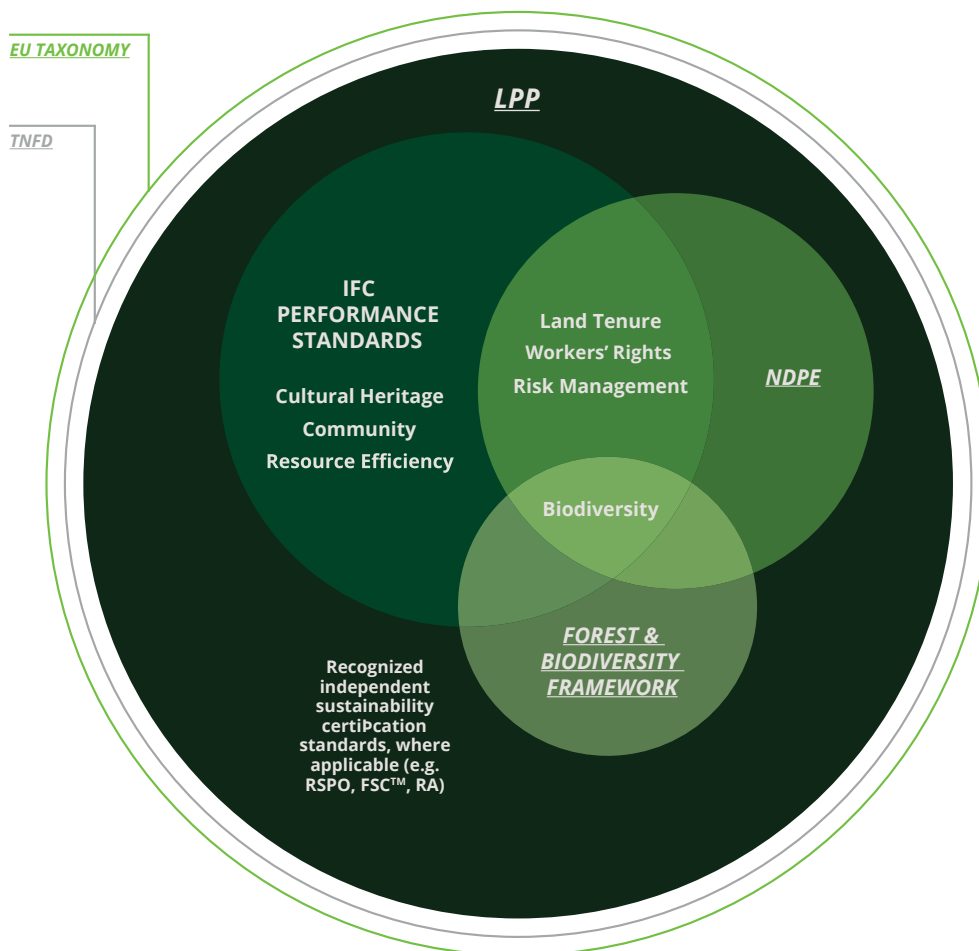 EU TAXONOMY
TNFD
LPP
IFC
PERFORMANCE
STANDARDS
Cultural Heritage
Community
Resource Efficiency
Land Tenure
Workers’ Rights
Risk Management
NDPE
Biodiversity
FOREST &
BIODIVERSITY
FRAMEWORK
Recognized
independent
sustainability
certiÞcation
standards, where
applicable (e.g.
RSPO, FSC™, RA)